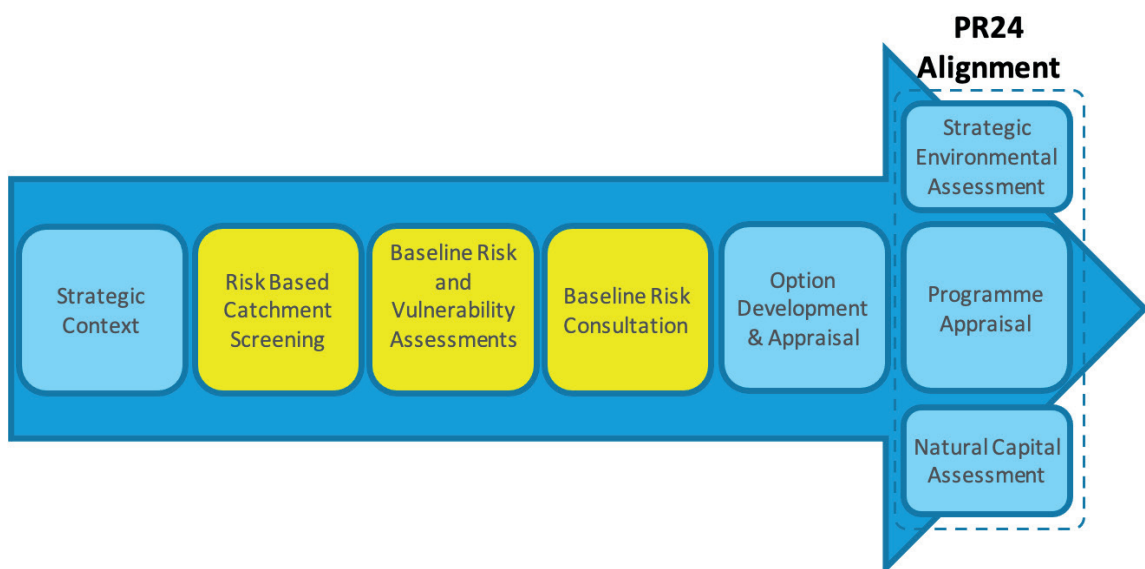 PR24
Alignment
Strategic
Context
Risk Based
Catchment
Screening
Baseline Risk
and
Vulnerability
Assessments
Baseline Risk
Consultation
Option
Development
& Appraisal
Strategic
Environmental
Assessment
Programme
Appraisal
Natural Capital
Assessment